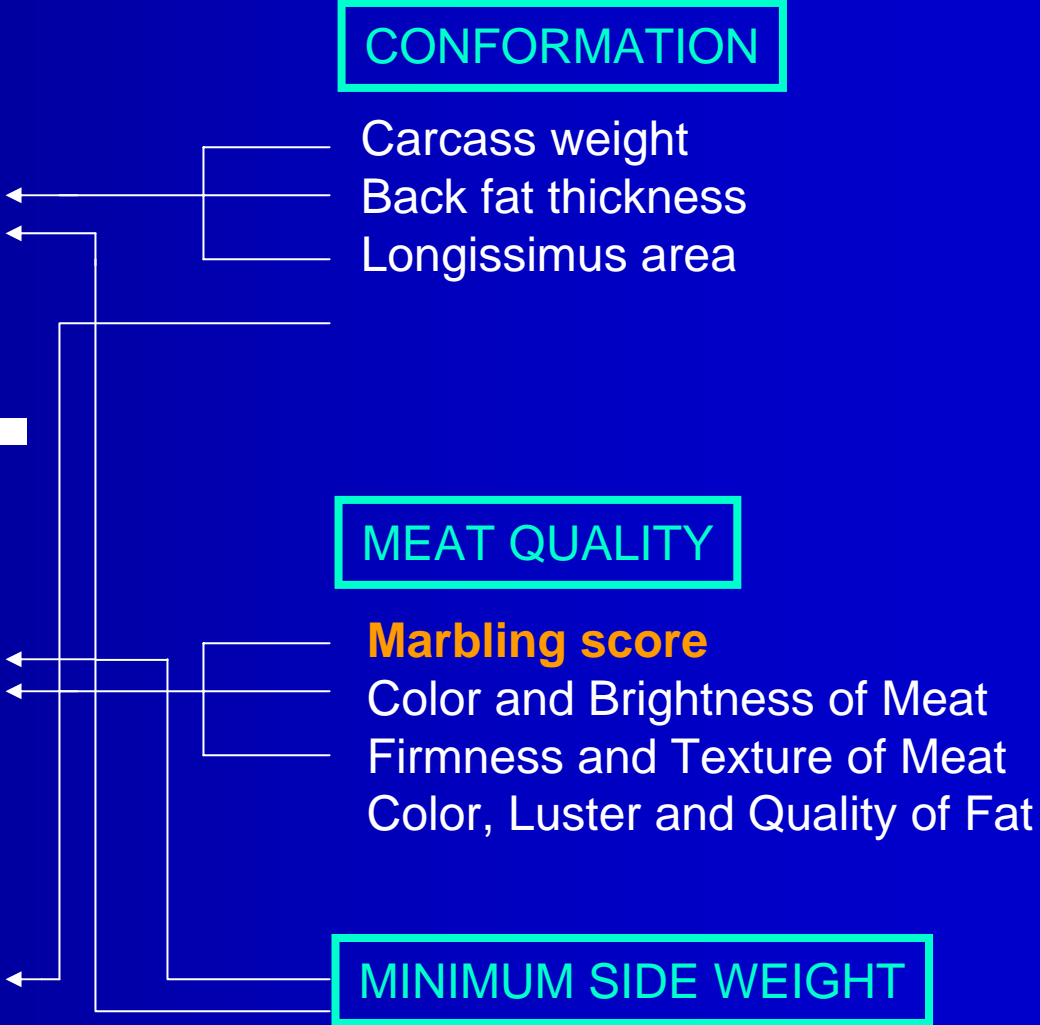 CONFORMATION
Carcass weight
Back fat thickness
Longissimus area
MEAT QUALITY
Marbling score
Color and Brightness of Meat
Firmness and Texture of Meat
Color, Luster and Quality of Fat
MINIMUM SIDE WEIGHT